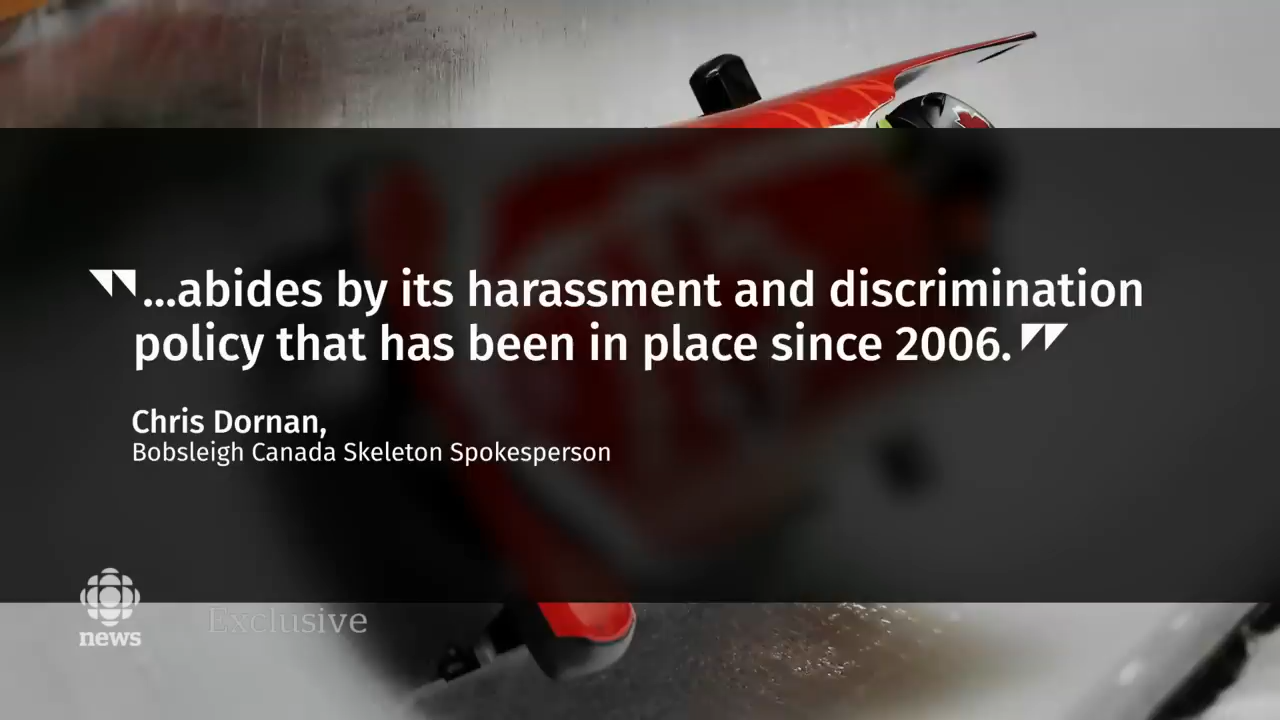 "...abides by its harassment and discrimination
policy that has been in place since 2006."
Chris Dornan,
Bobsleigh Canada Skeleton Spokesperson
news
Exclusive